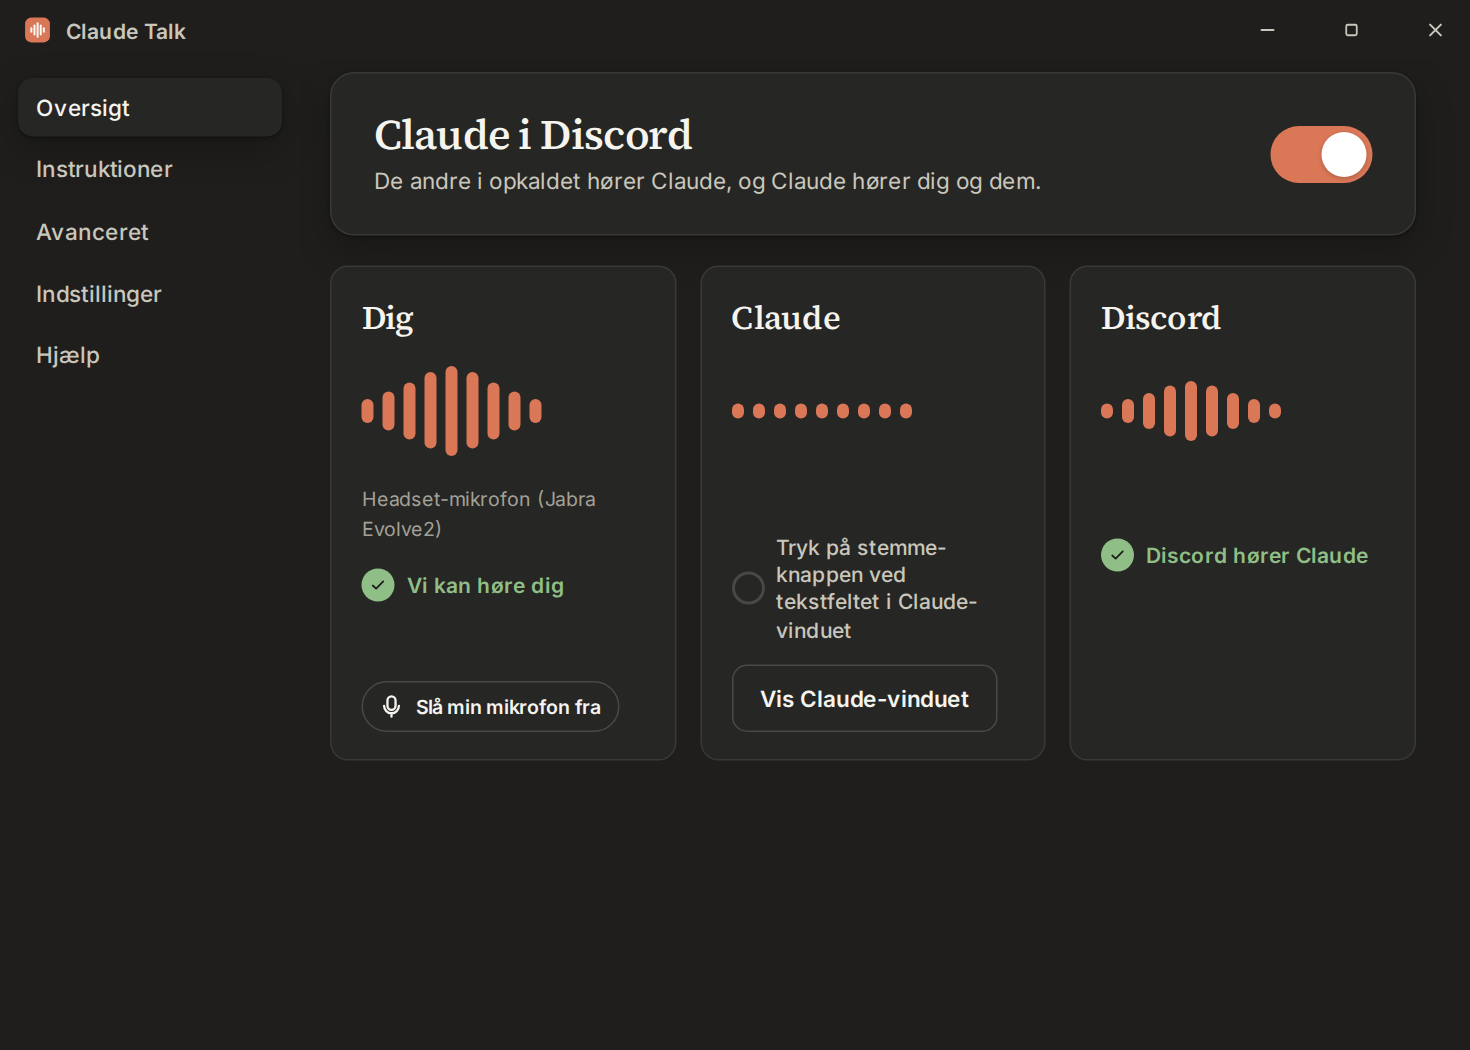 Claude Talk
Oversigt
Instruktioner
Avanceret
Indstillinger
Hjælp
Claude i Discord
De andre i opkaldet hører Claude, og Claude hører dig og dem.
Dig
Headset-mikrofon (Jabra
Evolve2)
Vi kan høre dig
Slå min mikrofon fra
Claude
Tryk på stemme-
knappen ved
tekstfeltet i Claude-
vinduet
Vis Claude-vinduet
Discord
Discord hører Claude